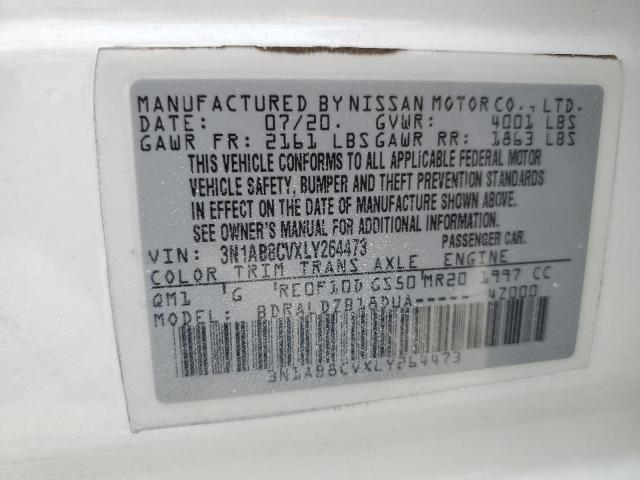 MANUFACTURED BY NISSAN MOTOR CO., LTD.
DATE: 07/20. GVWR: 4001 LBS
GAWR FR: 2161 LBS GAWR RR: 1863 LBS
THIS VEHICLE CONFORMS TO ALL APPLICABLE FEDERAL MOTOR
VEHICLE SAFETY, BUMPER AND THEFT PREVENTION STANDARDS
IN EFFECT ON THE DATE OF MANUFACTURE SHOWN ABOVE.
SEE OWNER'S MANUAL FOR ADDITIONAL INFORMATION.
VIN: 3N1AB8CVXLY264473 PASSENGER CAR.
COLOR TRIM TRANS AXLE ENGINE
QM1 G RE0F10D GS50 MR20 1997 CC
MODEL: BDRALDZB18DUA----- 4Z000
3N1AB8CVXLY264473